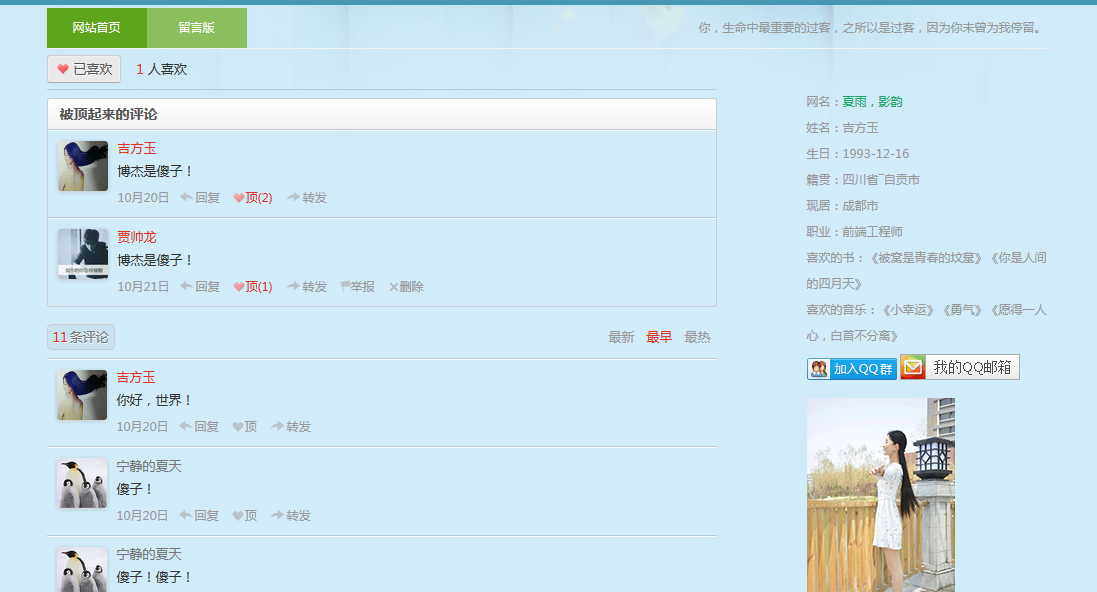 网站首页
留言版
你，生命中最重要的过客，之所以是过客，因为你未曾为我停留。
已喜欢
1 人喜欢
被顶起来的评论
吉方玉
博杰是傻子！
10月20日 回复 顶(2) 转发
贾帅龙
博杰是傻子！
10月21日 回复 顶(1) 转发 举报 删除
11条评论
最新 最早 最热
吉方玉
你好，世界！
10月20日 回复 顶 转发
宁静的夏天
傻子！
10月20日 回复 顶 转发
宁静的夏天
傻子！傻子！
网名：夏雨，影韵
姓名：吉方玉
生日：1993-12-16
籍贯：四川省~自贡市
现居：成都市
职业：前端工程师
喜欢的书：《被窝是青春的坟墓》《你是人间
的四月天》
喜欢的音乐：《小幸运》《勇气》《愿得一人
心，白首不分离》
加入QQ群
我的QQ邮箱